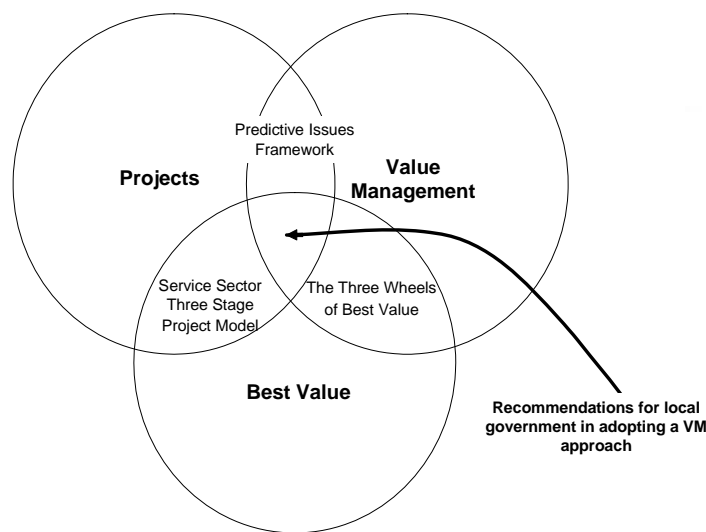 Predictive Issues
Framework
Projects
Value
Management
Service Sector
Three Stage
Project Model
The Three Wheels
of Best Value
Best Value
Recommendations for local
government in adopting a VM
approach